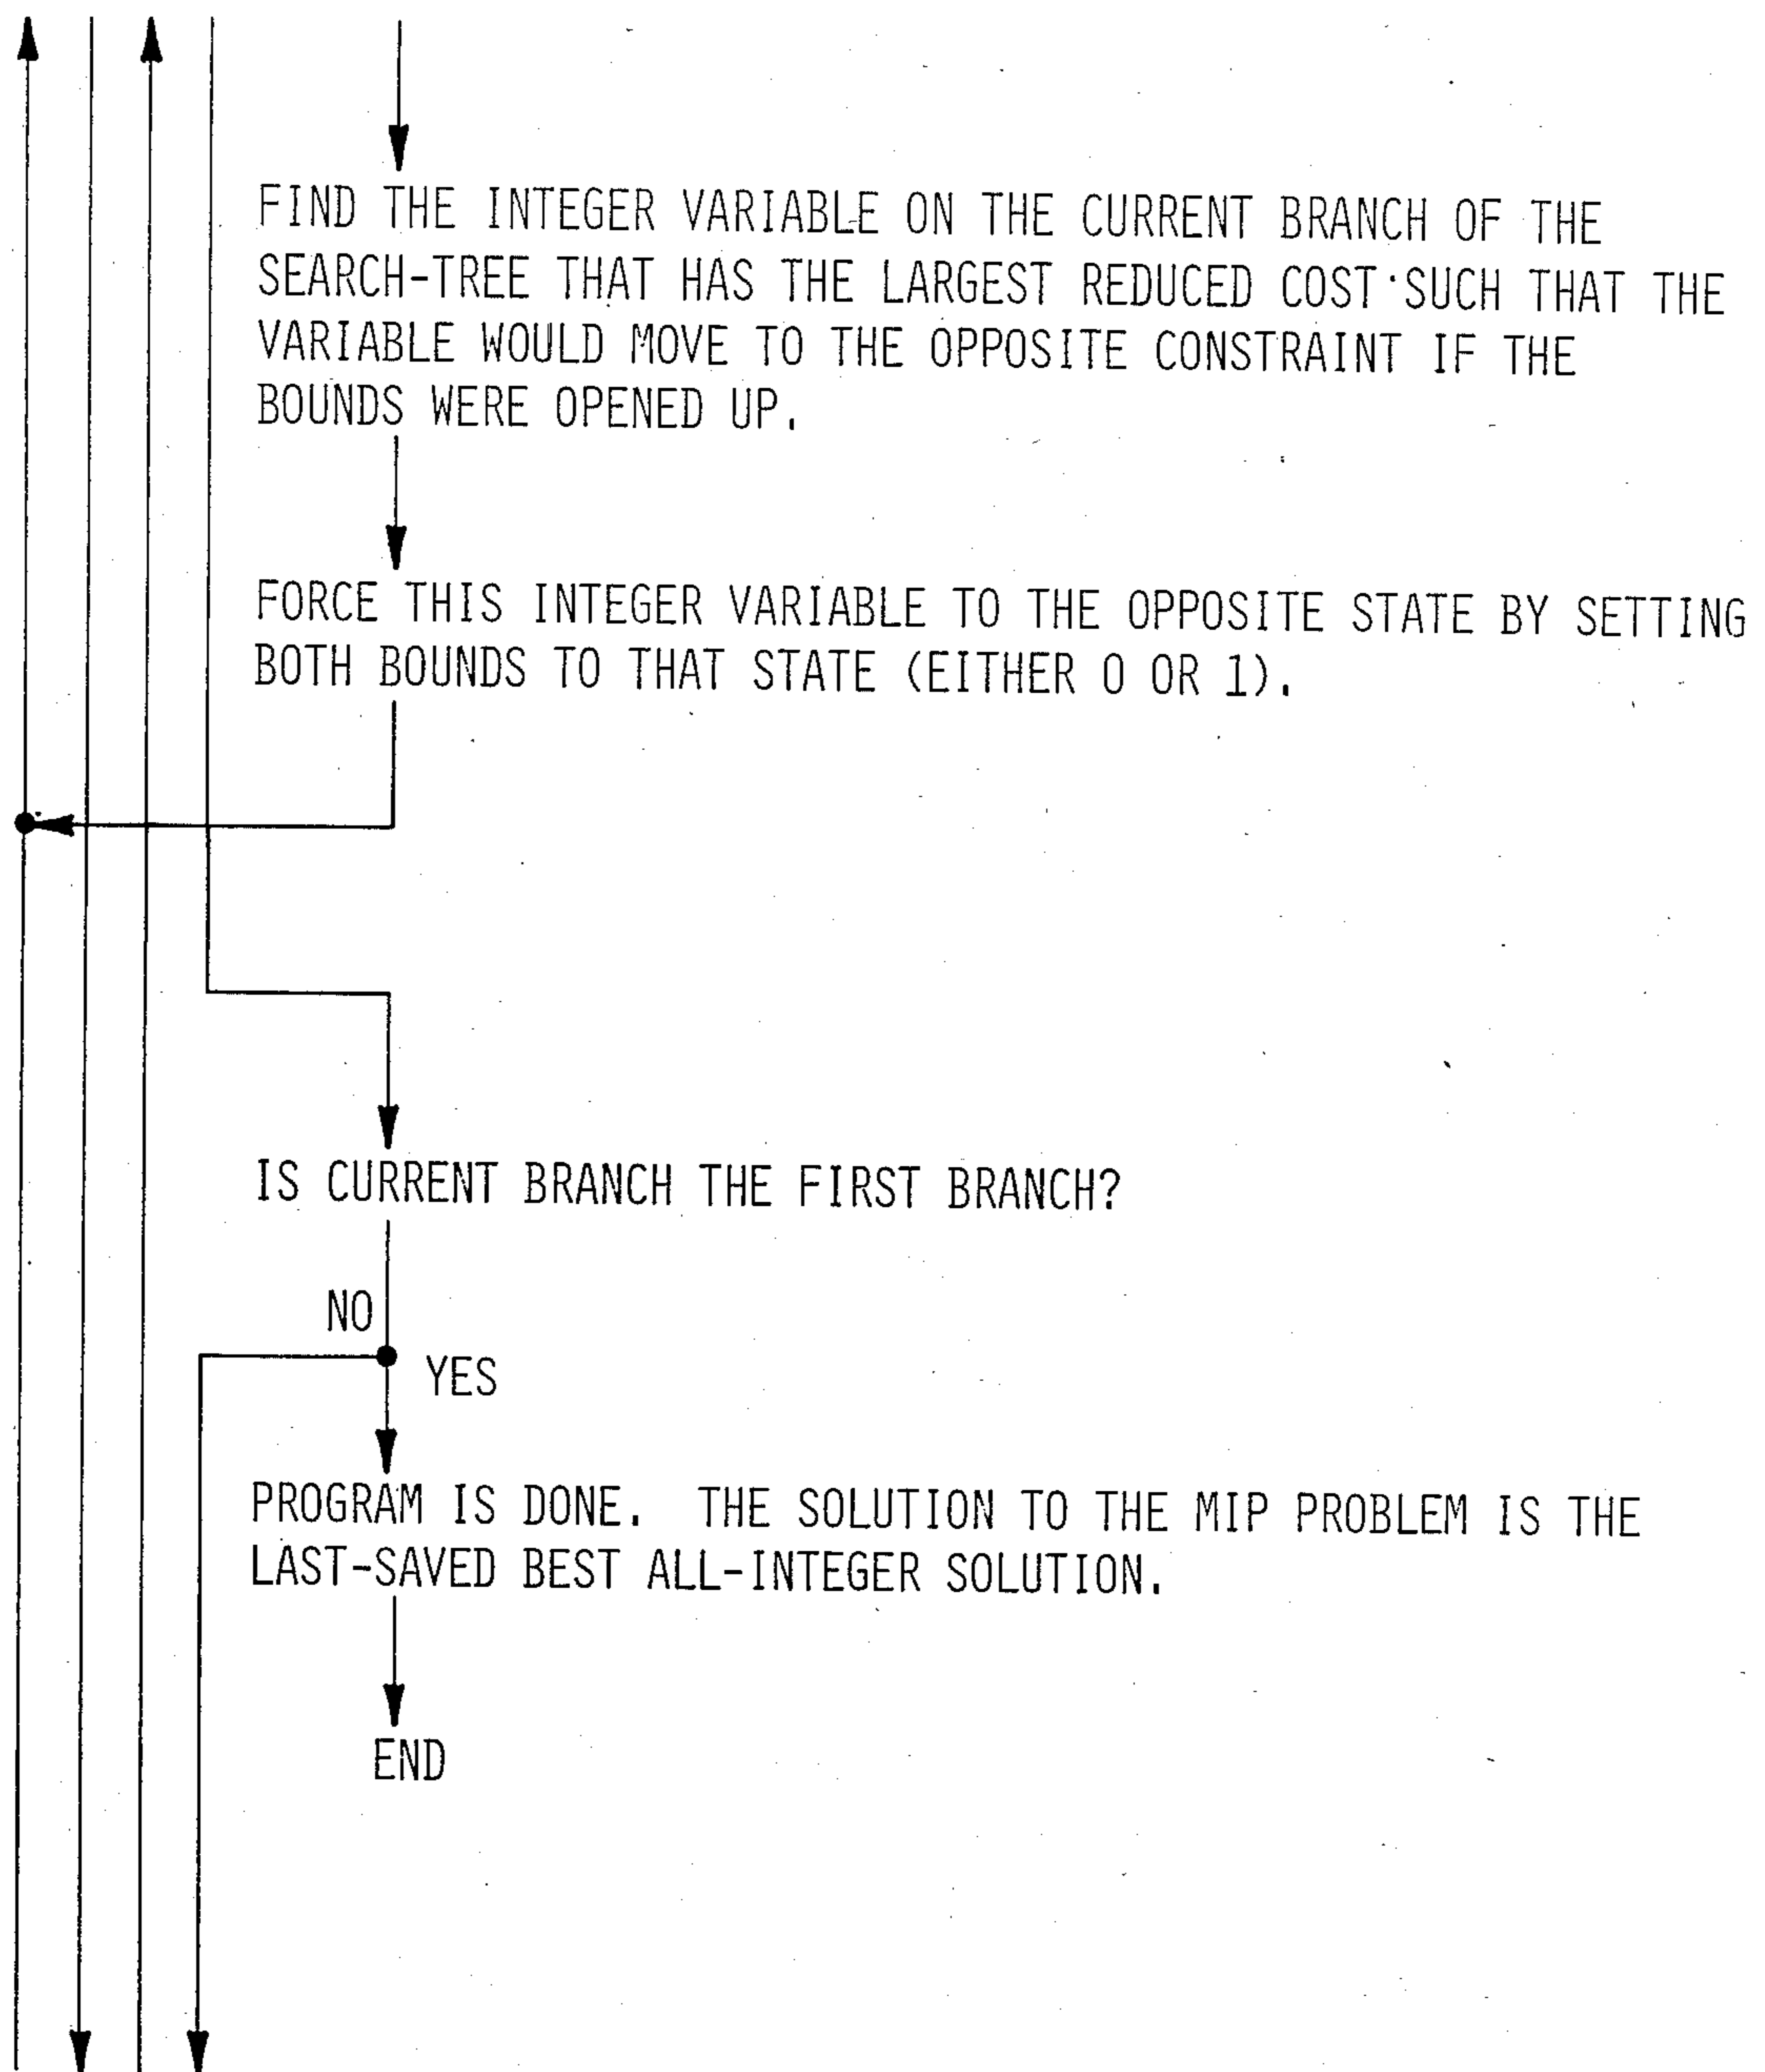 FIND THE INTEGER VARIABLE ON THE CURRENT BRANCH OF THE
SEARCH-TREE THAT HAS THE LARGEST REDUCED COST SUCH THAT THE
VARIABLE WOULD MOVE TO THE OPPOSITE CONSTRAINT IF THE
BOUNDS WERE OPENED UP.
FORCE THIS INTEGER VARIABLE TO THE OPPOSITE STATE BY SETTING
BOTH BOUNDS TO THAT STATE (EITHER 0 OR 1).
IS CURRENT BRANCH THE FIRST BRANCH?
NO
YES
PROGRAM IS DONE. THE SOLUTION TO THE MIP PROBLEM IS THE
LAST-SAVED BEST ALL-INTEGER SOLUTION.
END